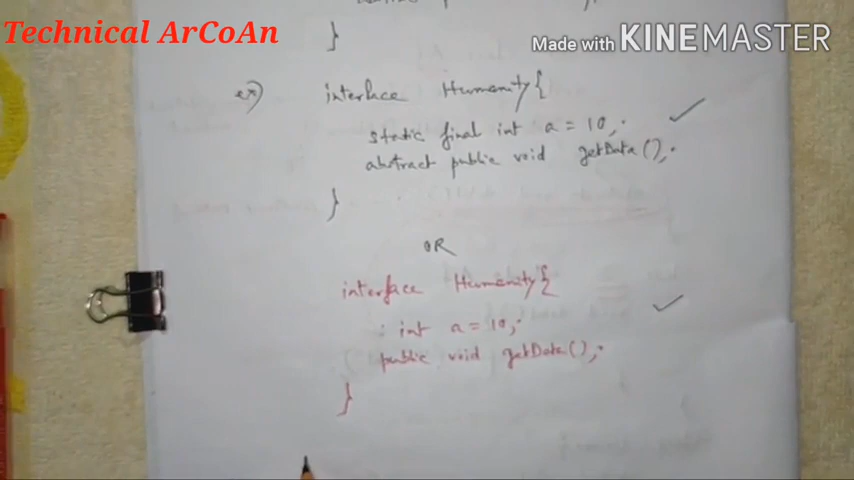 Technical ArCoAn
Made with KINEMASTER
}
ex) interface Humanity{
static final int a = 10;
abstract public void getData();
}
OR
interface Humanity{
int a = 10;
public void getData();
}